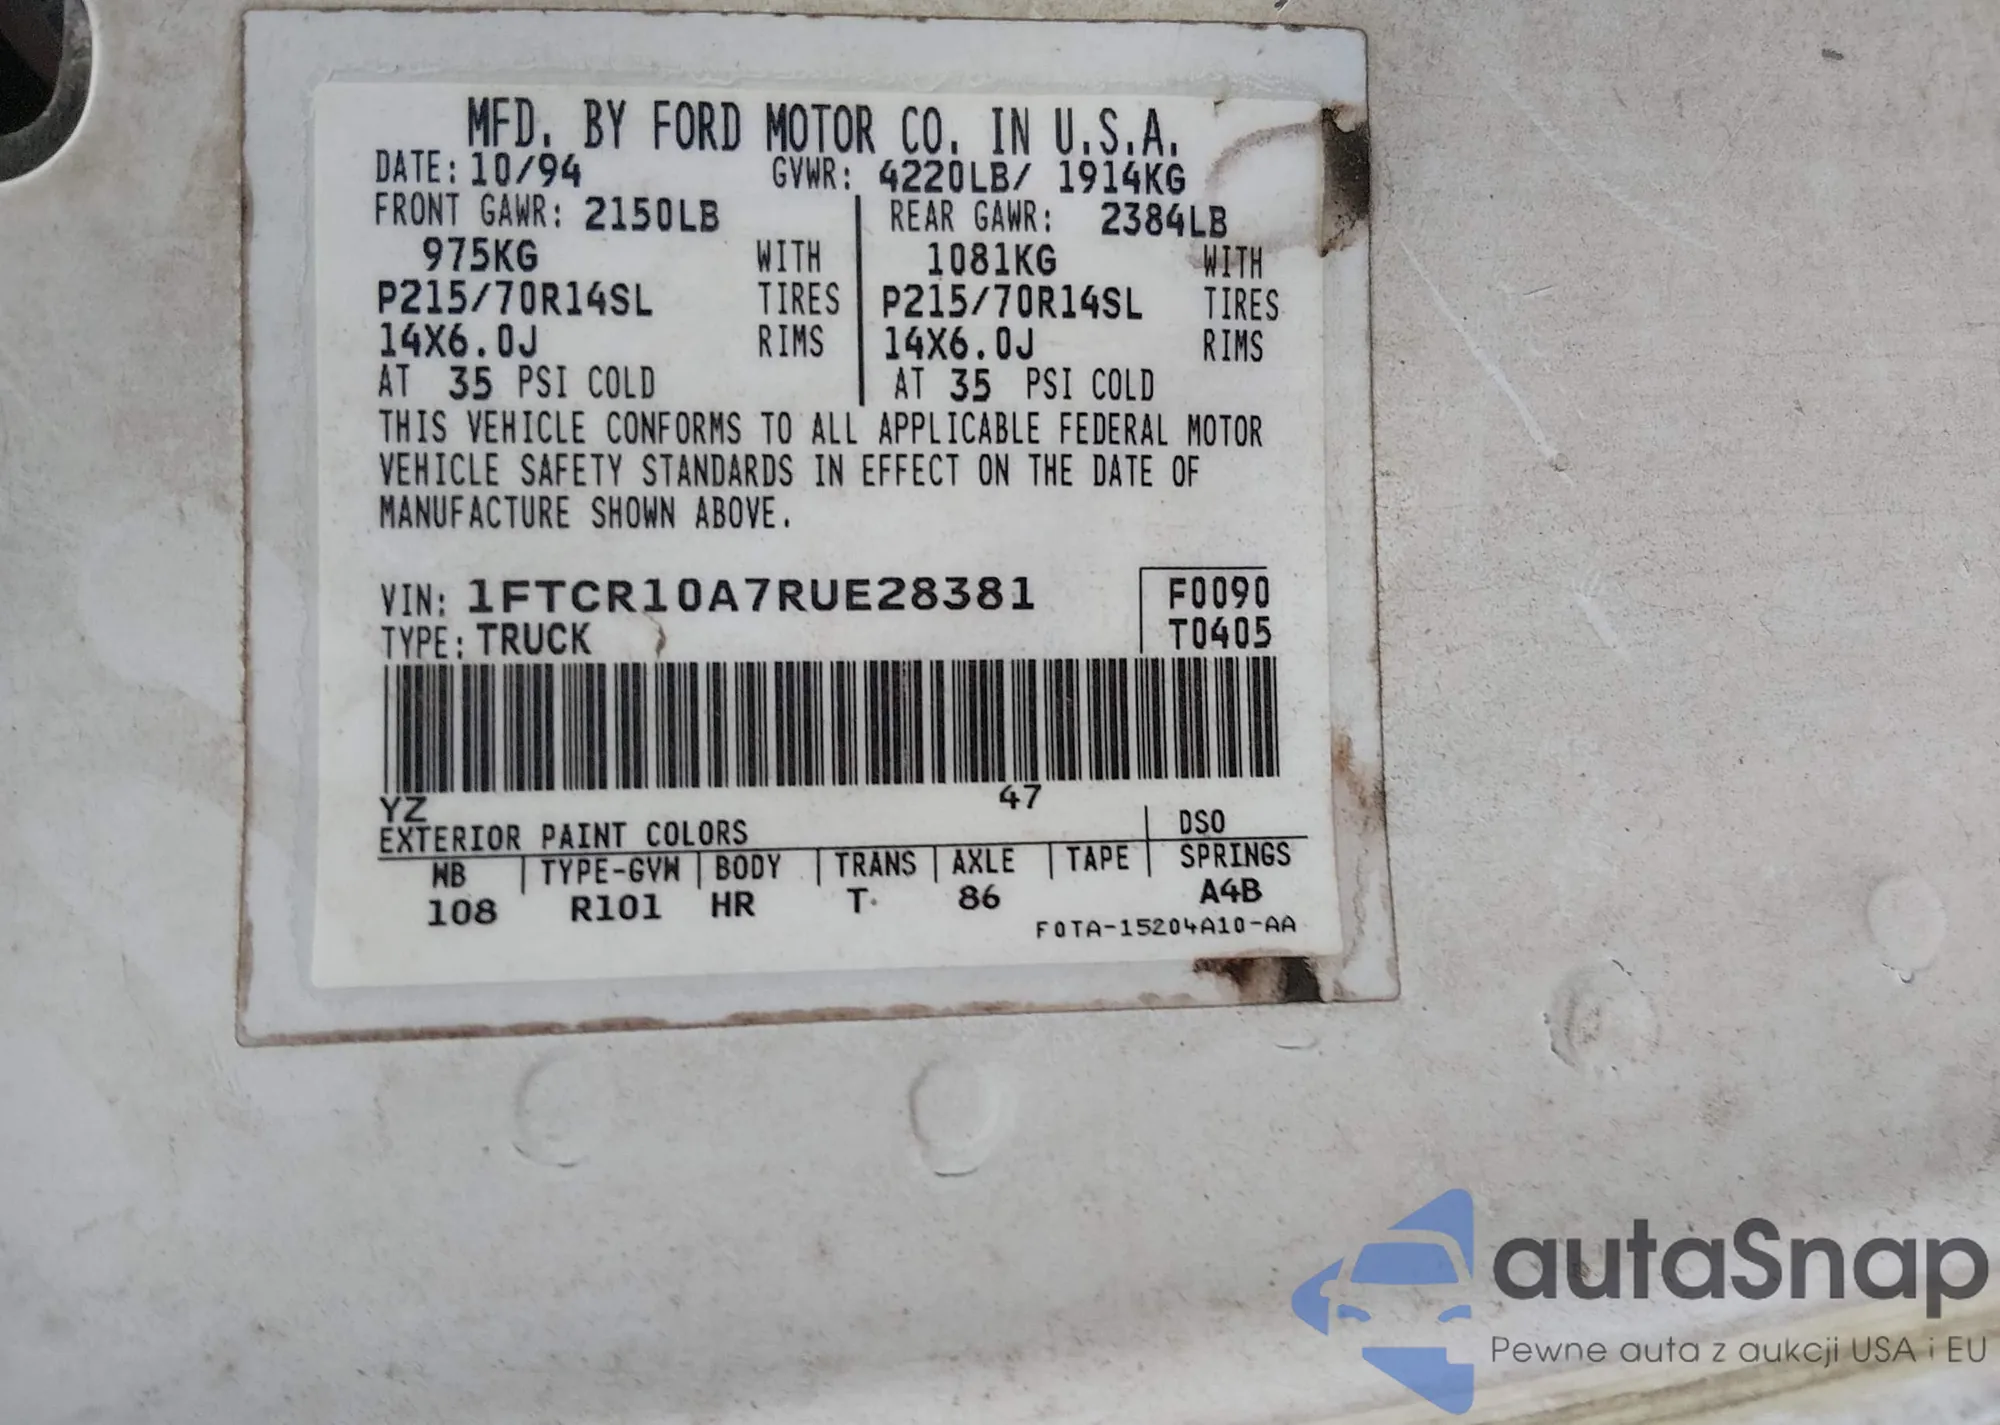 MFD. BY FORD MOTOR CO. IN U.S.A.
DATE: 10/94 GVWR: 4220LB/ 1914KG
FRONT GAWR: 2150LB REAR GAWR: 2384LB
975KG WITH 1081KG WITH
P215/70R14SL TIRES P215/70R14SL TIRES
14X6.0J RIMS 14X6.0J RIMS
AT 35 PSI COLD AT 35 PSI COLD
THIS VEHICLE CONFORMS TO ALL APPLICABLE FEDERAL MOTOR
VEHICLE SAFETY STANDARDS IN EFFECT ON THE DATE OF
MANUFACTURE SHOWN ABOVE.
VIN: 1FTCR10A7RUE28381 F0090
TYPE: TRUCK T0405
YZ 47
EXTERIOR PAINT COLORS DSO
WB TYPE-GVW BODY TRANS AXLE TAPE SPRINGS
108 R101 HR T 86 A4B
F0TA-15204A10-AA
autaSnap
Pewne auta z aukcji USA i EU